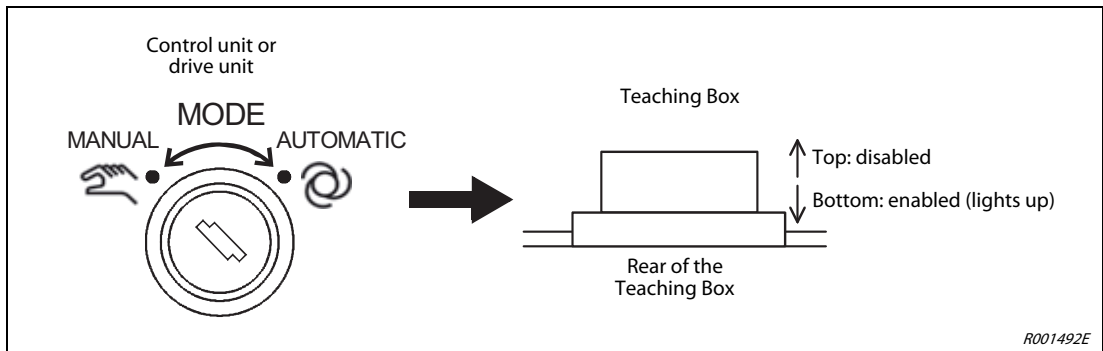 Control unit or
drive unit
MODE
MANUAL
AUTOMATIC
Teaching Box
Top: disabled
Bottom: enabled (lights up)
Rear of the
Teaching Box
R001492E